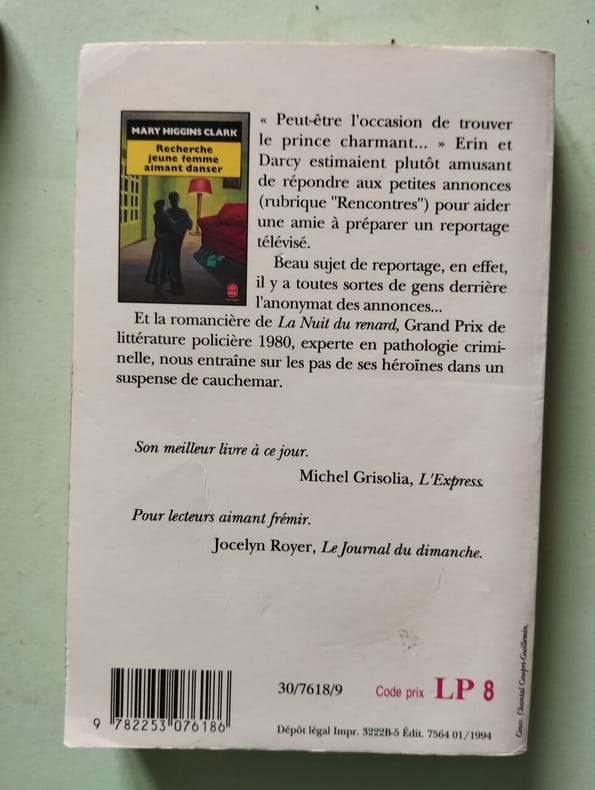 MARY HIGGINS CLARK
Recherche
jeune femme
aimant danser
« Peut-être l'occasion de trouver
le prince charmant... » Erin et
Darcy estimaient plutôt amusant
de répondre aux petites annonces
(rubrique "Rencontres") pour aider
une amie à préparer un reportage
télévisé.
Beau sujet de reportage, en effet,
il y a toutes sortes de gens derrière
l'anonymat des annonces...
Et la romancière de La Nuit du renard, Grand Prix de
littérature policière 1980, experte en pathologie crimi-
nelle, nous entraîne sur les pas de ses héroïnes dans un
suspense de cauchemar.
Son meilleur livre à ce jour.
Michel Grisolia, L'Express.
Pour lecteurs aimant frémir.
Jocelyn Royer, Le Journal du dimanche.
30/7618/9
Code prix LP 8
9 782253 076186
Dépôt légal Impr. 3222B-5 Édit. 7564 01/1994
Couv. Chantal Coupri-Guillemin.